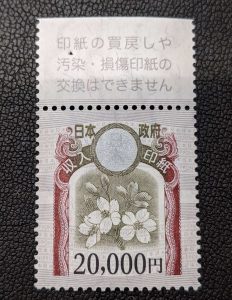 印紙の買戻しや
汚染・損傷印紙の
交換はできません
日本 政府
収入 印紙
20,000円